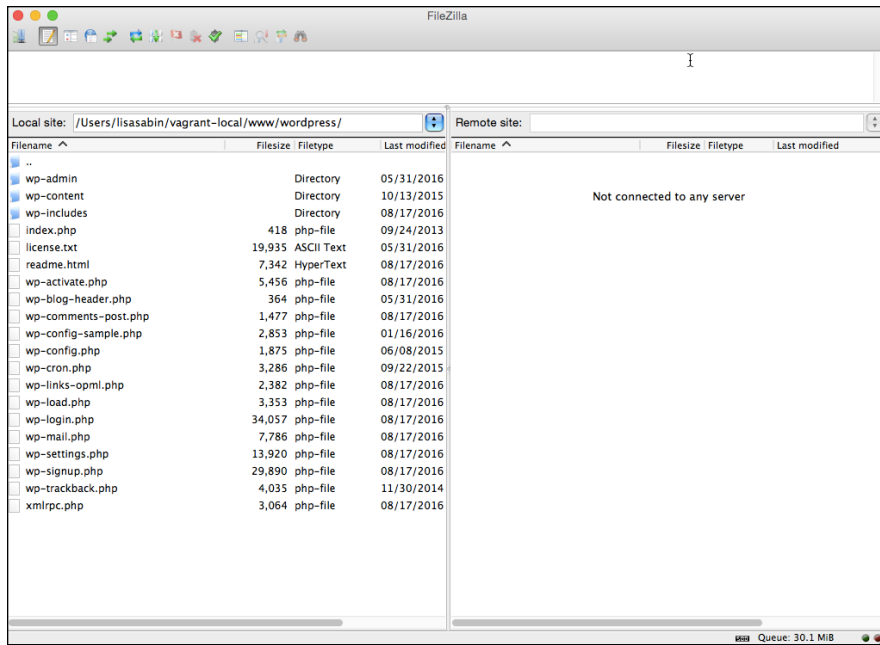 FileZilla
Local site: /Users/lisasabin/vagrant-local/www/wordpress/
Remote site:
Filename Filesize Filetype Last modified
Filename Filesize Filetype Last modified
..
wp-admin Directory 05/31/2016
wp-content Directory 10/13/2015
Not connected to any server
wp-includes Directory 08/17/2016
index.php 418 php-file 09/24/2013
license.txt 19,935 ASCII Text 05/31/2016
readme.html 7,342 HyperText 08/17/2016
wp-activate.php 5,456 php-file 08/17/2016
wp-blog-header.php 364 php-file 05/31/2016
wp-comments-post.php 1,477 php-file 08/17/2016
wp-config-sample.php 2,853 php-file 01/16/2016
wp-config.php 1,875 php-file 06/08/2015
wp-cron.php 3,286 php-file 09/22/2015
wp-links-opml.php 2,382 php-file 08/17/2016
wp-load.php 3,353 php-file 08/17/2016
wp-login.php 34,057 php-file 08/17/2016
wp-mail.php 7,786 php-file 08/17/2016
wp-settings.php 13,920 php-file 08/17/2016
wp-signup.php 29,890 php-file 08/17/2016
wp-trackback.php 4,035 php-file 11/30/2014
xmlrpc.php 3,064 php-file 08/17/2016
Queue: 30.1 MiB